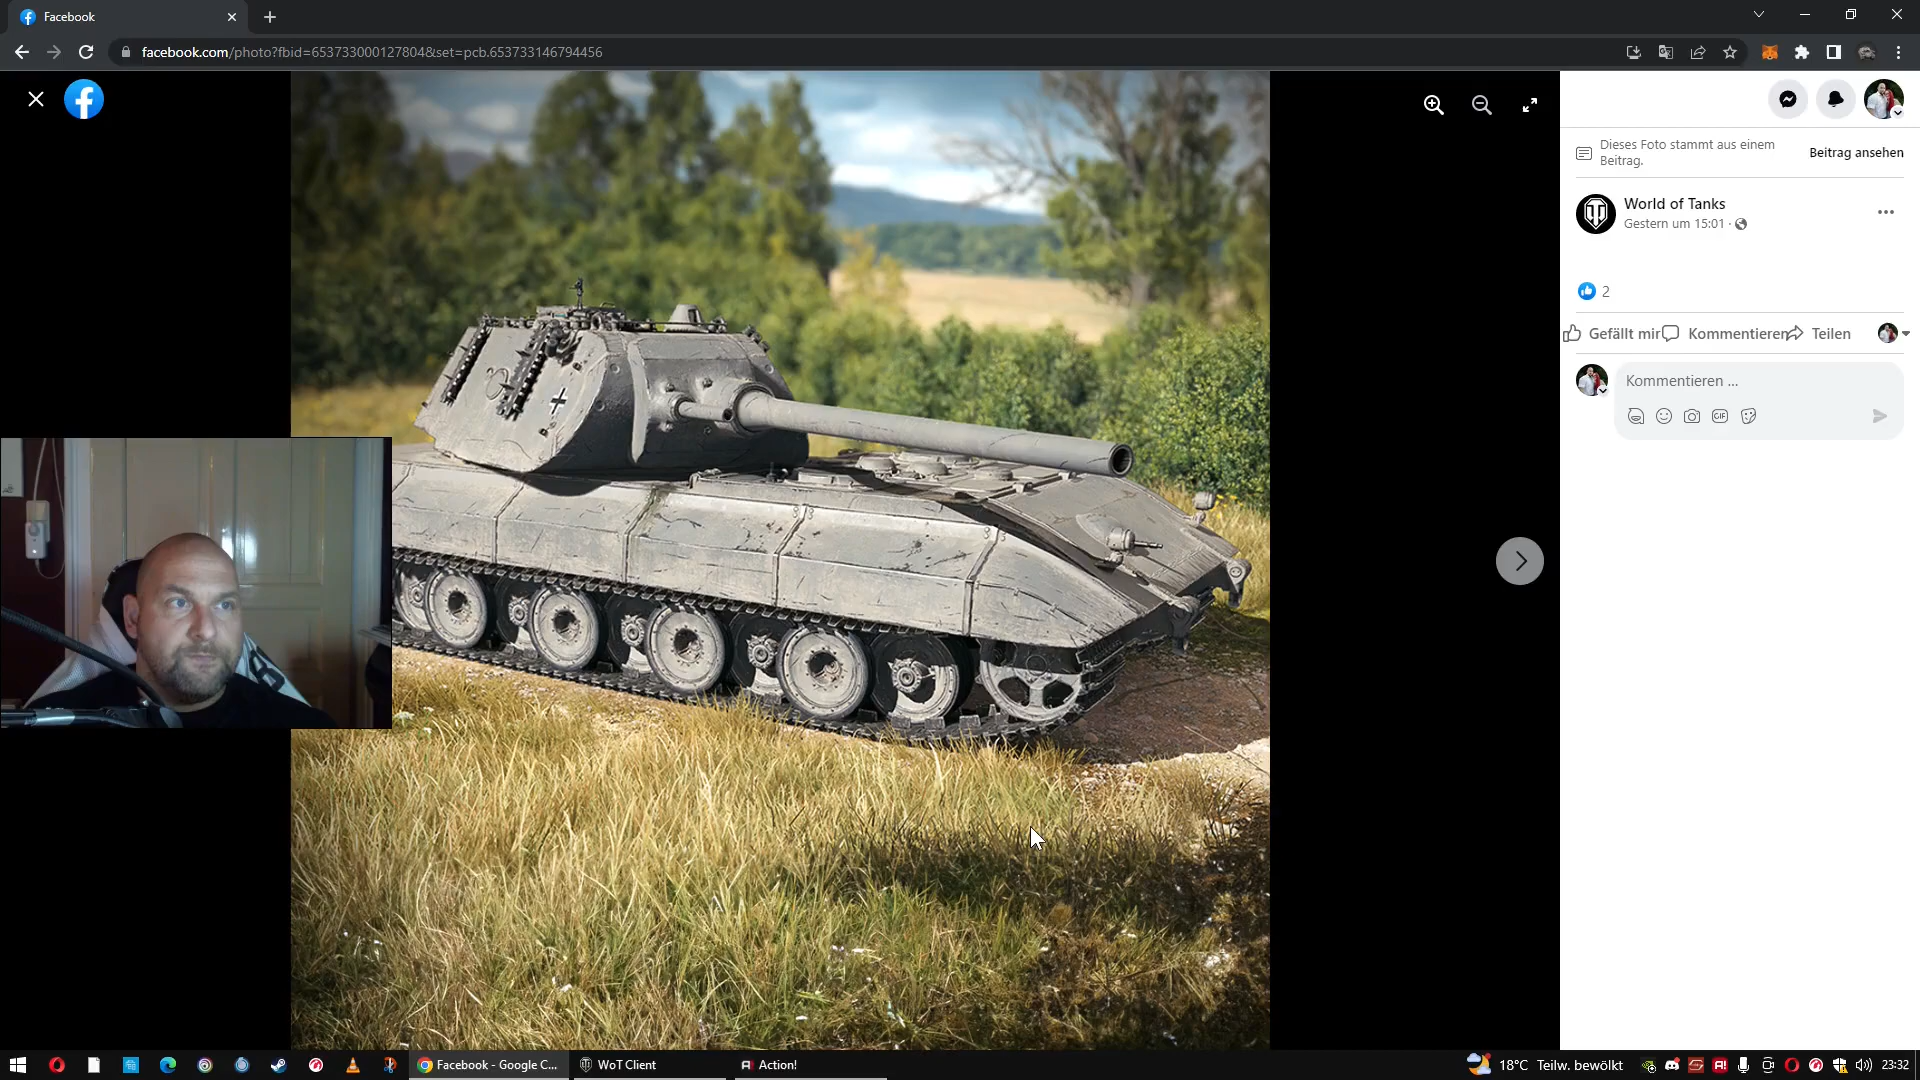 Facebook
facebook.com/photo?fbid=653733000127804&set=pcb.653733146794456
Dieses Foto stammt aus einem
Beitrag.
Beitrag ansehen
World of Tanks
Gestern um 15:01 ·
2
Gefällt mir
Kommentieren
Teilen
Kommentieren ...
GIF
Facebook - Google C...
WoT Client
Action!
18°C Teilw. bewölkt
23:32